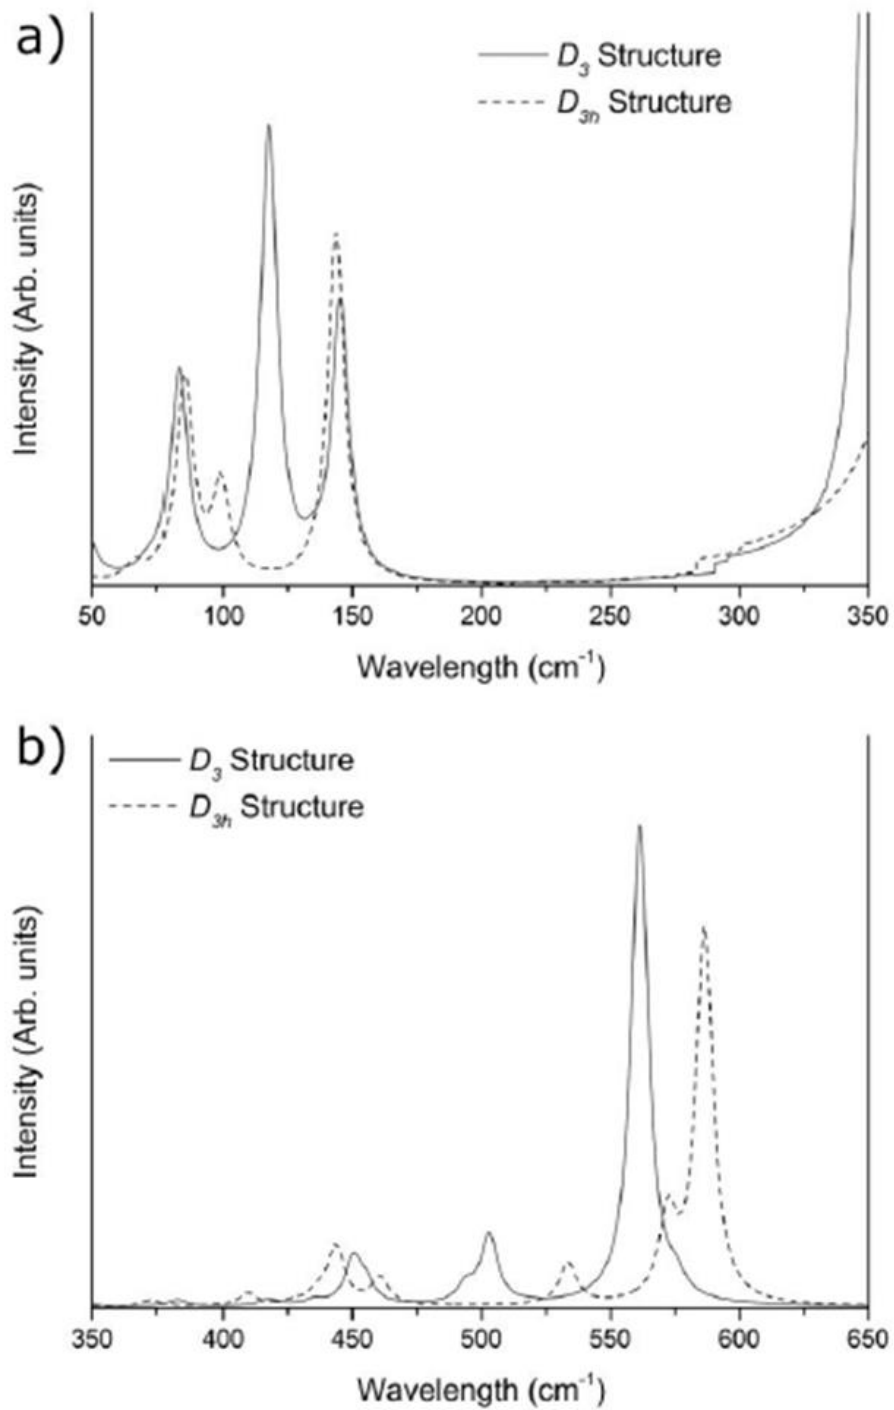 a)
D₃ Structure
D₃ₕ Structure
Intensity (Arb. units)
50 100 150 200 250 300 350
Wavelength (cm⁻¹)
b)
D₃ Structure
D₃ₕ Structure
Intensity (Arb. units)
350 400 450 500 550 600 650
Wavelength (cm⁻¹)